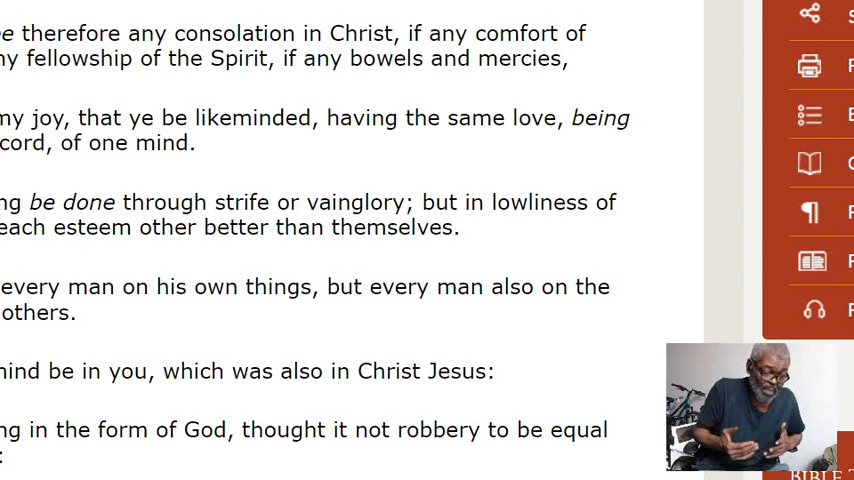 therefore any consolation in Christ, if any comfort of
fellowship of the Spirit, if any bowels and mercies,
my joy, that ye be likeminded, having the same love, being
cord, of one mind.
ng be done through strife or vainglory; but in lowliness of
each esteem other better than themselves.
every man on his own things, but every man also on the
others.
mind be in you, which was also in Christ Jesus:
ng in the form of God, thought it not robbery to be equal
:
BIBLE